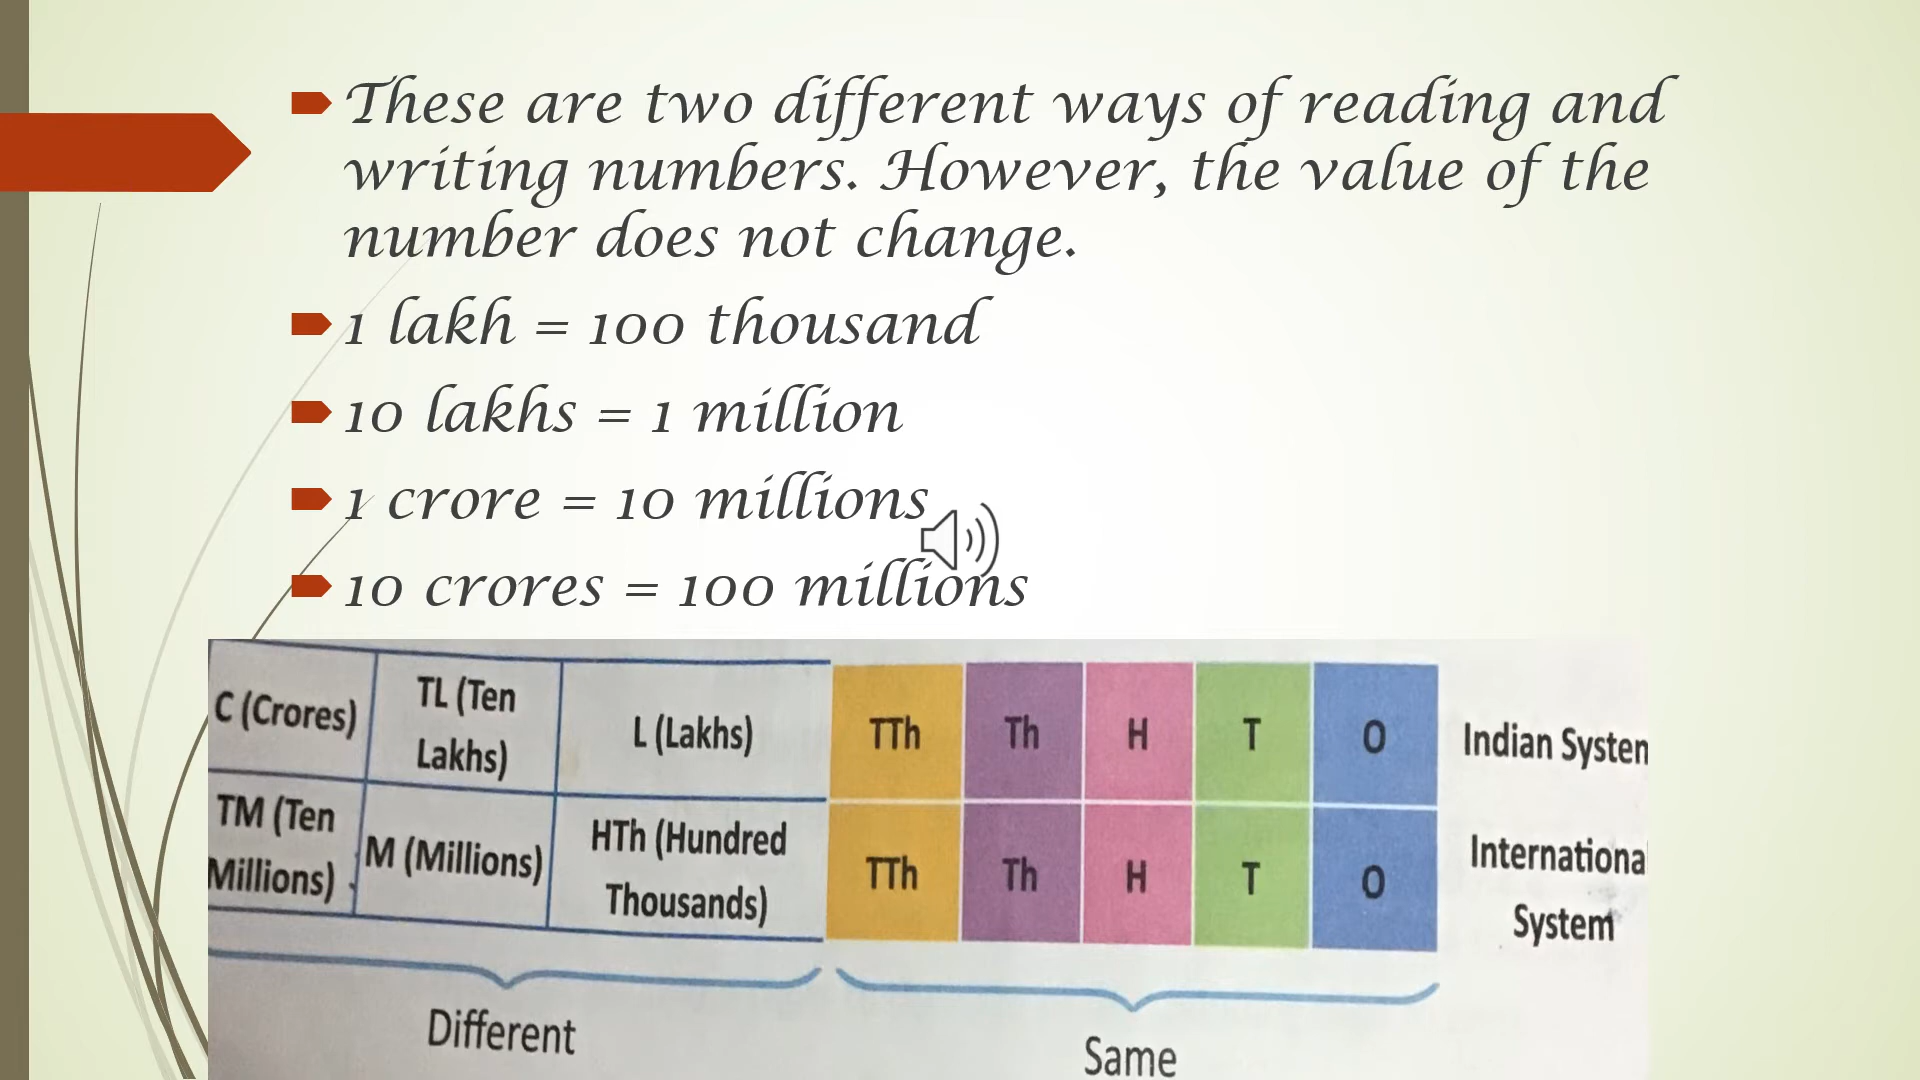 These are two different ways of reading and
writing numbers. However, the value of the
number does not change.
1 lakh = 100 thousand
10 lakhs = 1 million
1 crore = 10 millions
10 crores = 100 millions
C (Crores) TL (Ten Lakhs) L (Lakhs) TTh Th H T O Indian System
TM (Ten Millions) M (Millions) HTh (Hundred Thousands) TTh Th H T O Internationa System
Different
Same